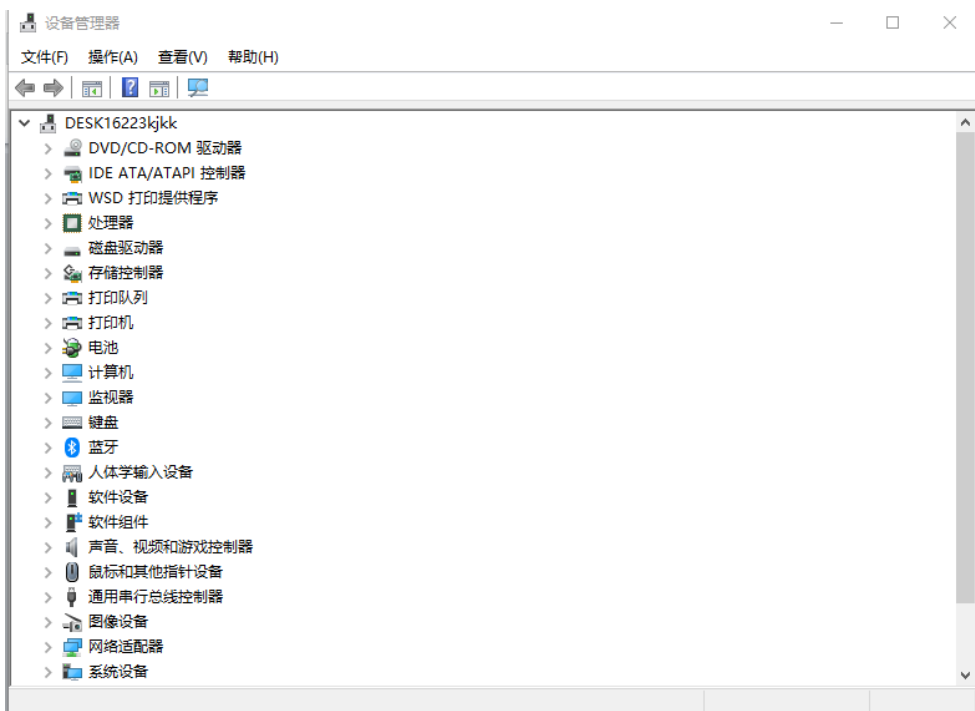 设备管理器
文件(F) 操作(A) 查看(V) 帮助(H)
DESK16223kjkk
DVD/CD-ROM 驱动器
IDE ATA/ATAPI 控制器
WSD 打印提供程序
处理器
磁盘驱动器
存储控制器
打印队列
打印机
电池
计算机
监视器
键盘
蓝牙
人体学输入设备
软件设备
软件组件
声音、视频和游戏控制器
鼠标和其他指针设备
通用串行总线控制器
图像设备
网络适配器
系统设备